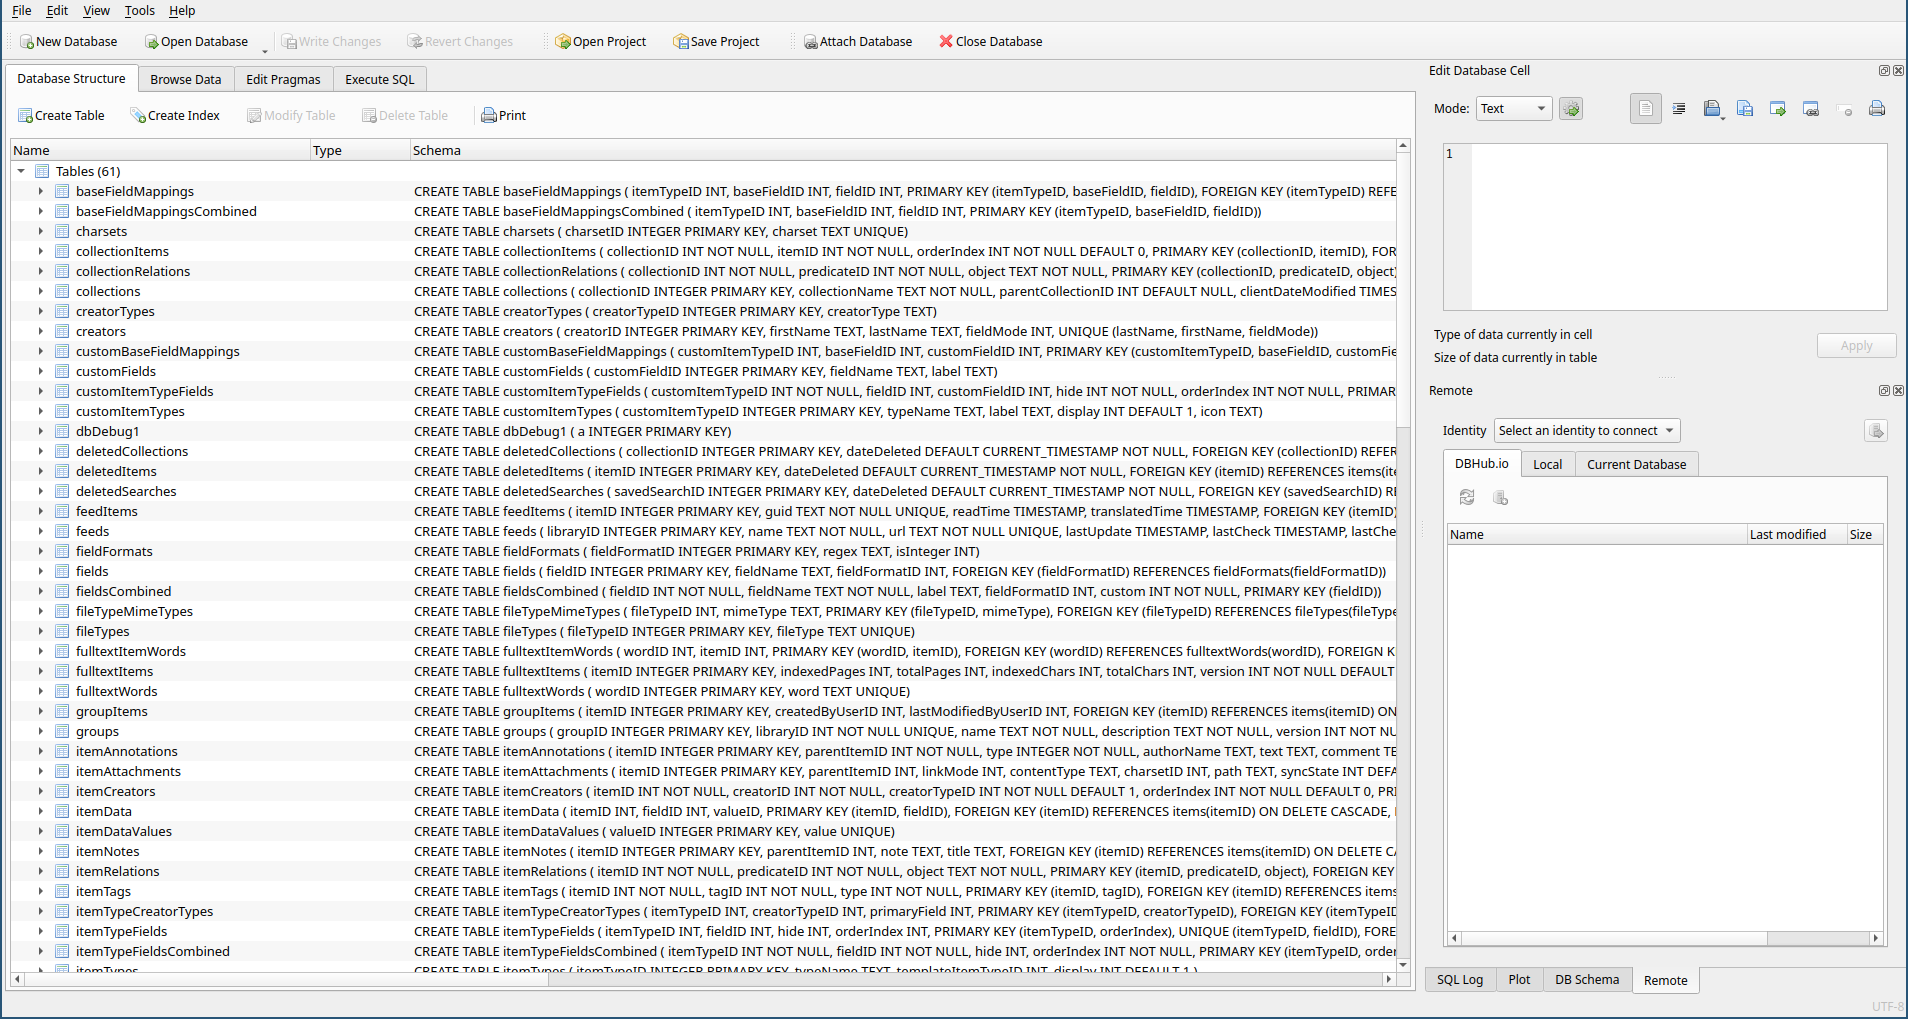 File Edit View Tools Help
New Database Open Database Write Changes Revert Changes Open Project Save Project Attach Database Close Database
Database Structure Browse Data Edit Pragmas Execute SQL
Create Table Create Index Modify Table Delete Table Print
Name Type Schema
Tables (61)
baseFieldMappings CREATE TABLE baseFieldMappings ( itemTypeID INT, baseFieldID INT, fieldID INT, PRIMARY KEY (itemTypeID, baseFieldID, fieldID), FOREIGN KEY (itemTypeID) REFE
baseFieldMappingsCombined CREATE TABLE baseFieldMappingsCombined ( itemTypeID INT, baseFieldID INT, fieldID INT, PRIMARY KEY (itemTypeID, baseFieldID, fieldID))
charsets CREATE TABLE charsets ( charsetID INTEGER PRIMARY KEY, charset TEXT UNIQUE)
collectionItems CREATE TABLE collectionItems ( collectionID INT NOT NULL, itemID INT NOT NULL, orderIndex INT NOT NULL DEFAULT 0, PRIMARY KEY (collectionID, itemID), FOR
collectionRelations CREATE TABLE collectionRelations ( collectionID INT NOT NULL, predicateID INT NOT NULL, object TEXT NOT NULL, PRIMARY KEY (collectionID, predicateID, object)
collections CREATE TABLE collections ( collectionID INTEGER PRIMARY KEY, collectionName TEXT NOT NULL, parentCollectionID INT DEFAULT NULL, clientDateModified TIMES
creatorTypes CREATE TABLE creatorTypes ( creatorTypeID INTEGER PRIMARY KEY, creatorType TEXT)
creators CREATE TABLE creators ( creatorID INTEGER PRIMARY KEY, firstName TEXT, lastName TEXT, fieldMode INT, UNIQUE (lastName, firstName, fieldMode))
customBaseFieldMappings CREATE TABLE customBaseFieldMappings ( customItemTypeID INT, baseFieldID INT, customFieldID INT, PRIMARY KEY (customItemTypeID, baseFieldID, customFie
customFields CREATE TABLE customFields ( customFieldID INTEGER PRIMARY KEY, fieldName TEXT, label TEXT)
customItemTypeFields CREATE TABLE customItemTypeFields ( customItemTypeID INT NOT NULL, fieldID INT, customFieldID INT, hide INT NOT NULL, orderIndex INT NOT NULL, PRIMAR
customItemTypes CREATE TABLE customItemTypes ( customItemTypeID INTEGER PRIMARY KEY, typeName TEXT, label TEXT, display INT DEFAULT 1, icon TEXT)
dbDebug1 CREATE TABLE dbDebug1 ( a INTEGER PRIMARY KEY)
deletedCollections CREATE TABLE deletedCollections ( collectionID INTEGER PRIMARY KEY, dateDeleted DEFAULT CURRENT_TIMESTAMP NOT NULL, FOREIGN KEY (collectionID) REFER
deletedItems CREATE TABLE deletedItems ( itemID INTEGER PRIMARY KEY, dateDeleted DEFAULT CURRENT_TIMESTAMP NOT NULL, FOREIGN KEY (itemID) REFERENCES items(ite
deletedSearches CREATE TABLE deletedSearches ( savedSearchID INTEGER PRIMARY KEY, dateDeleted DEFAULT CURRENT_TIMESTAMP NOT NULL, FOREIGN KEY (savedSearchID) RE
feedItems CREATE TABLE feedItems ( itemID INTEGER PRIMARY KEY, guid TEXT NOT NULL UNIQUE, readTime TIMESTAMP, translatedTime TIMESTAMP, FOREIGN KEY (itemID)
feeds CREATE TABLE feeds ( libraryID INTEGER PRIMARY KEY, name TEXT NOT NULL, url TEXT NOT NULL UNIQUE, lastUpdate TIMESTAMP, lastCheck TIMESTAMP, lastChe
fieldFormats CREATE TABLE fieldFormats ( fieldFormatID INTEGER PRIMARY KEY, regex TEXT, isInteger INT)
fields CREATE TABLE fields ( fieldID INTEGER PRIMARY KEY, fieldName TEXT, fieldFormatID INT, FOREIGN KEY (fieldFormatID) REFERENCES fieldFormats(fieldFormatID))
fieldsCombined CREATE TABLE fieldsCombined ( fieldID INT NOT NULL, fieldName TEXT NOT NULL, label TEXT, fieldFormatID INT, custom INT NOT NULL, PRIMARY KEY (fieldID))
fileTypeMimeTypes CREATE TABLE fileTypeMimeTypes ( fileTypeID INT, mimeType TEXT, PRIMARY KEY (fileTypeID, mimeType), FOREIGN KEY (fileTypeID) REFERENCES fileTypes(fileType
fileTypes CREATE TABLE fileTypes ( fileTypeID INTEGER PRIMARY KEY, fileType TEXT UNIQUE)
fulltextItemWords CREATE TABLE fulltextItemWords ( wordID INT, itemID INT, PRIMARY KEY (wordID, itemID), FOREIGN KEY (wordID) REFERENCES fulltextWords(wordID), FOREIGN K
fulltextItems CREATE TABLE fulltextItems ( itemID INTEGER PRIMARY KEY, indexedPages INT, totalPages INT, indexedChars INT, totalChars INT, version INT NOT NULL DEFAULT
fulltextWords CREATE TABLE fulltextWords ( wordID INTEGER PRIMARY KEY, word TEXT UNIQUE)
groupItems CREATE TABLE groupItems ( itemID INTEGER PRIMARY KEY, createdByUserID INT, lastModifiedByUserID INT, FOREIGN KEY (itemID) REFERENCES items(itemID) ON
groups CREATE TABLE groups ( groupID INTEGER PRIMARY KEY, libraryID INT NOT NULL UNIQUE, name TEXT NOT NULL, description TEXT NOT NULL, version INT NOT NU
itemAnnotations CREATE TABLE itemAnnotations ( itemID INTEGER PRIMARY KEY, parentItemID INT NOT NULL, type INTEGER NOT NULL, authorName TEXT, text TEXT, comment TE
itemAttachments CREATE TABLE itemAttachments ( itemID INTEGER PRIMARY KEY, parentItemID INT, linkMode INT, contentType TEXT, charsetID INT, path TEXT, syncState INT DEFA
itemCreators CREATE TABLE itemCreators ( itemID INT NOT NULL, creatorID INT NOT NULL, creatorTypeID INT NOT NULL DEFAULT 1, orderIndex INT NOT NULL DEFAULT 0, PRI
itemData CREATE TABLE itemData ( itemID INT, fieldID INT, valueID, PRIMARY KEY (itemID, fieldID), FOREIGN KEY (itemID) REFERENCES items(itemID) ON DELETE CASCADE,
itemDataValues CREATE TABLE itemDataValues ( valueID INTEGER PRIMARY KEY, value UNIQUE)
itemNotes CREATE TABLE itemNotes ( itemID INTEGER PRIMARY KEY, parentItemID INT, note TEXT, title TEXT, FOREIGN KEY (itemID) REFERENCES items(itemID) ON DELETE CA
itemRelations CREATE TABLE itemRelations ( itemID INT NOT NULL, predicateID INT NOT NULL, object TEXT NOT NULL, PRIMARY KEY (itemID, predicateID, object), FOREIGN KEY
itemTags CREATE TABLE itemTags ( itemID INT NOT NULL, tagID INT NOT NULL, type INT NOT NULL, PRIMARY KEY (itemID, tagID), FOREIGN KEY (itemID) REFERENCES items
itemTypeCreatorTypes CREATE TABLE itemTypeCreatorTypes ( itemTypeID INT, creatorTypeID INT, primaryField INT, PRIMARY KEY (itemTypeID, creatorTypeID), FOREIGN KEY (itemTypeID
itemTypeFields CREATE TABLE itemTypeFields ( itemTypeID INT, fieldID INT, hide INT, orderIndex INT, PRIMARY KEY (itemTypeID, orderIndex), UNIQUE (itemTypeID, fieldID), FORE
itemTypeFieldsCombined CREATE TABLE itemTypeFieldsCombined ( itemTypeID INT NOT NULL, fieldID INT NOT NULL, hide INT, orderIndex INT NOT NULL, PRIMARY KEY (itemTypeID, order
itemTypes CREATE TABLE itemTypes ( itemTypeID INTEGER PRIMARY KEY, typeName TEXT, templateItemTypeID INT, display INT DEFAULT 1 )
Edit Database Cell
Mode: Text
1
Type of data currently in cell
Size of data currently in table
Apply
Remote
Identity Select an identity to connect
DBHub.io Local Current Database
Name Last modified Size
SQL Log Plot DB Schema Remote
UTF-8